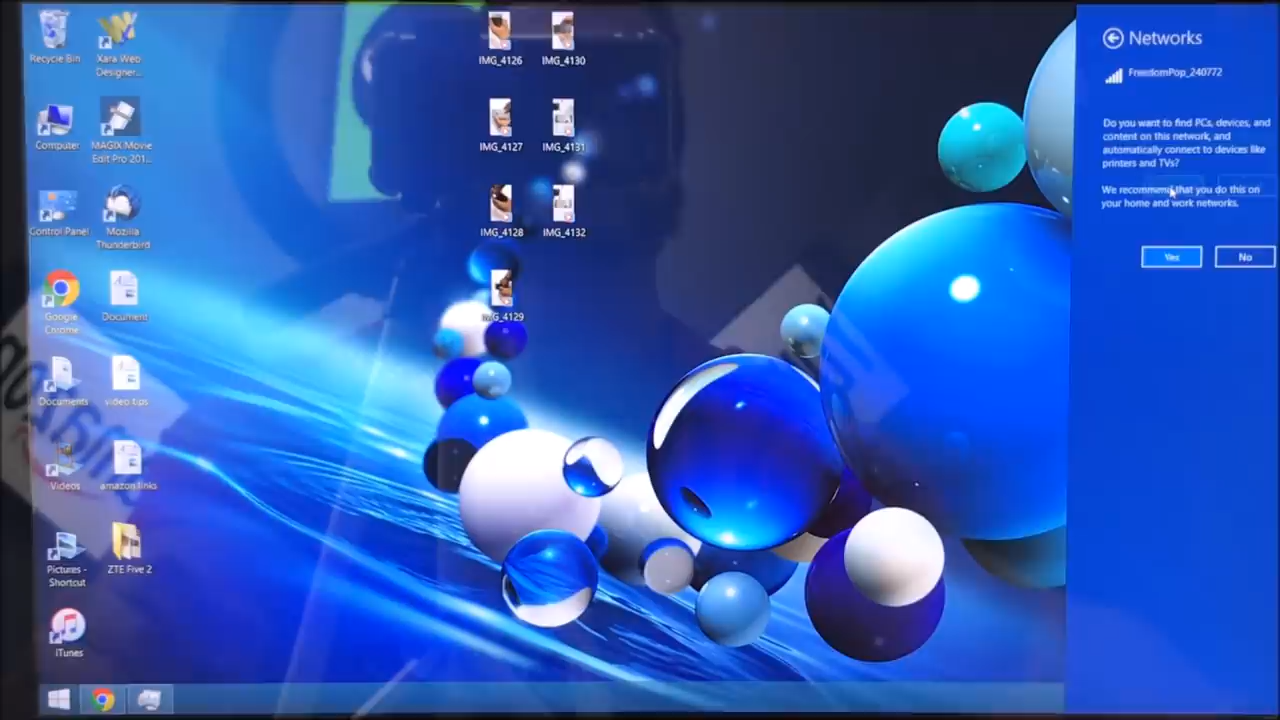 Recycle Bin
Xara Web
Designer...
Computer
MAGIX Movie
Edit Pro 201...
Control Panel
Mozilla
Thunderbird
Google
Chrome
Document
Documents
video tips
Videos
amazon links
Pictures -
Shortcut
ZTE Five 2
iTunes
IMG_4126
IMG_4130
IMG_4127
IMG_4131
IMG_4128
IMG_4132
IMG_4129
Networks
FreedomPop_240772
Do you want to find PCs, devices, and
content on this network, and
automatically connect to devices like
printers and TVs?
We recommend that you do this on
your home and work networks.
Yes
No